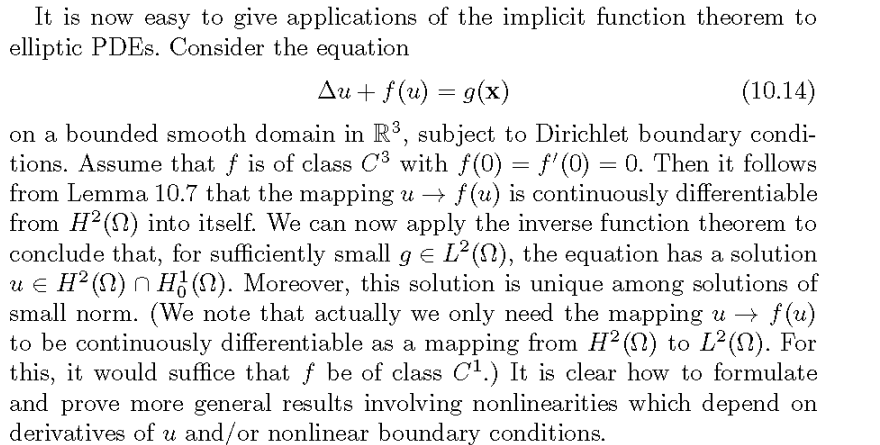 It is now easy to give applications of the implicit function theorem to
elliptic PDEs. Consider the equation
Δu + f(u) = g(x) (10.14)
on a bounded smooth domain in ℝ³, subject to Dirichlet boundary condi-
tions. Assume that f is of class C³ with f(0) = f′(0) = 0. Then it follows
from Lemma 10.7 that the mapping u → f(u) is continuously differentiable
from H²(Ω) into itself. We can now apply the inverse function theorem to
conclude that, for sufficiently small g ∈ L²(Ω), the equation has a solution
u ∈ H²(Ω) ∩ H₀¹(Ω). Moreover, this solution is unique among solutions of
small norm. (We note that actually we only need the mapping u → f(u)
to be continuously differentiable as a mapping from H²(Ω) to L²(Ω). For
this, it would suffice that f be of class C¹.) It is clear how to formulate
and prove more general results involving nonlinearities which depend on
derivatives of u and/or nonlinear boundary conditions.